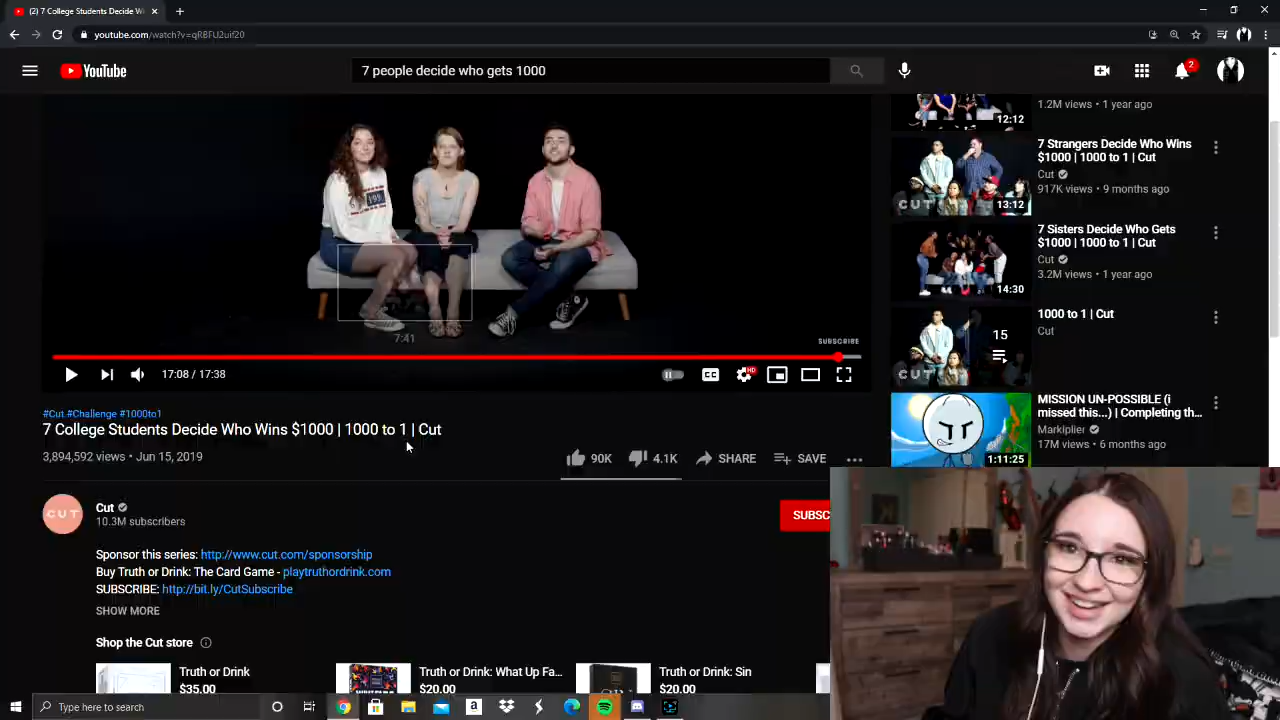 (2) 7 College Students Decide W
youtube.com/watch?v=qRBFU2uif20
YouTube
7 people decide who gets 1000
2
12:12
1.2M views • 1 year ago
CUT
13:12
7 Strangers Decide Who Wins
$1000 | 1000 to 1 | Cut
Cut
917K views • 9 months ago
14:30
7 Sisters Decide Who Gets
$1000 | 1000 to 1 | Cut
Cut
3.2M views • 1 year ago
CUT
15
1000 to 1 | Cut
Cut
1:11:25
MISSION UN-POSSIBLE (i
missed this...) | Completing th...
Markiplier
17M views • 6 months ago
7:41
SUBSCRIBE
17:08 / 17:38
CC
HD
#Cut #Challenge #1000to1
7 College Students Decide Who Wins $1000 | 1000 to 1 | Cut
3,894,592 views • Jun 15, 2019
90K
4.1K
SHARE
SAVE
CUT
Cut
10.3M subscribers
SUBSC
Sponsor this series: http://www.cut.com/sponsorship
Buy Truth or Drink: The Card Game - playtruthordrink.com
SUBSCRIBE: http://bit.ly/CutSubscribe
SHOW MORE
Shop the Cut store
Truth or Drink
$35.00
Truth or Drink: What Up Fa...
$20.00
Truth or Drink: Sin
$20.00
Type here to search